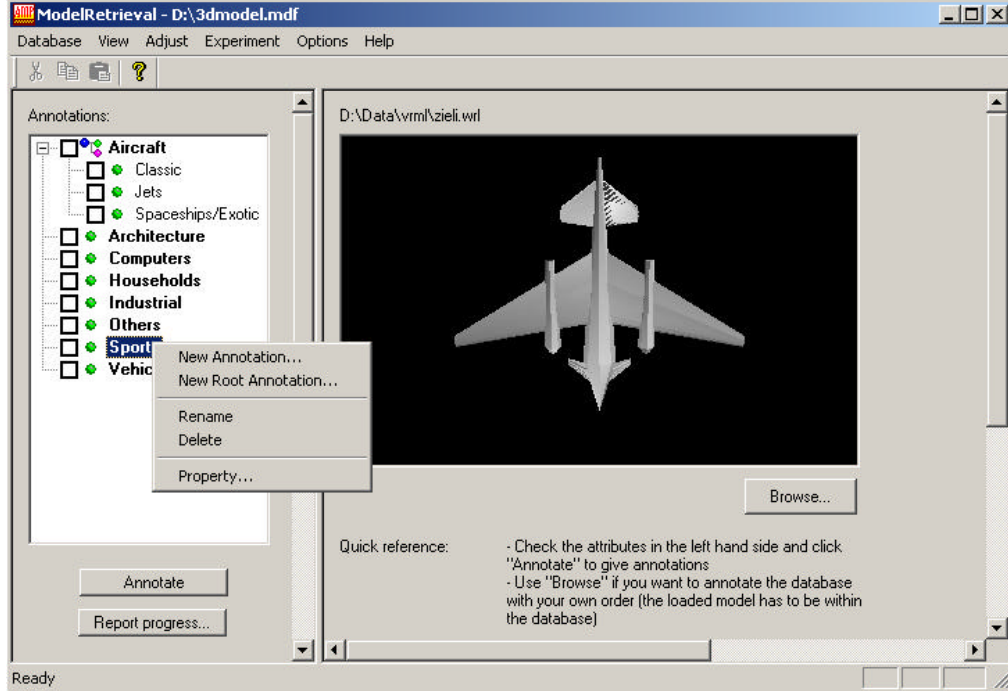 ModelRetrieval - D:\3dmodel.mdf
Database View Adjust Experiment Options Help
Annotations:
Aircraft
Classic
Jets
Spaceships/Exotic
Architecture
Computers
Households
Industrial
Others
Sport
Vehic
New Annotation...
New Root Annotation...
Rename
Delete
Property...
Annotate
Report progress...
D:\Data\vrml\zieli.wrl
Browse...
Quick reference:
- Check the attributes in the left hand side and click
"Annotate" to give annotations
- Use "Browse" if you want to annotate the database
with your own order (the loaded model has to be within
the database)
Ready